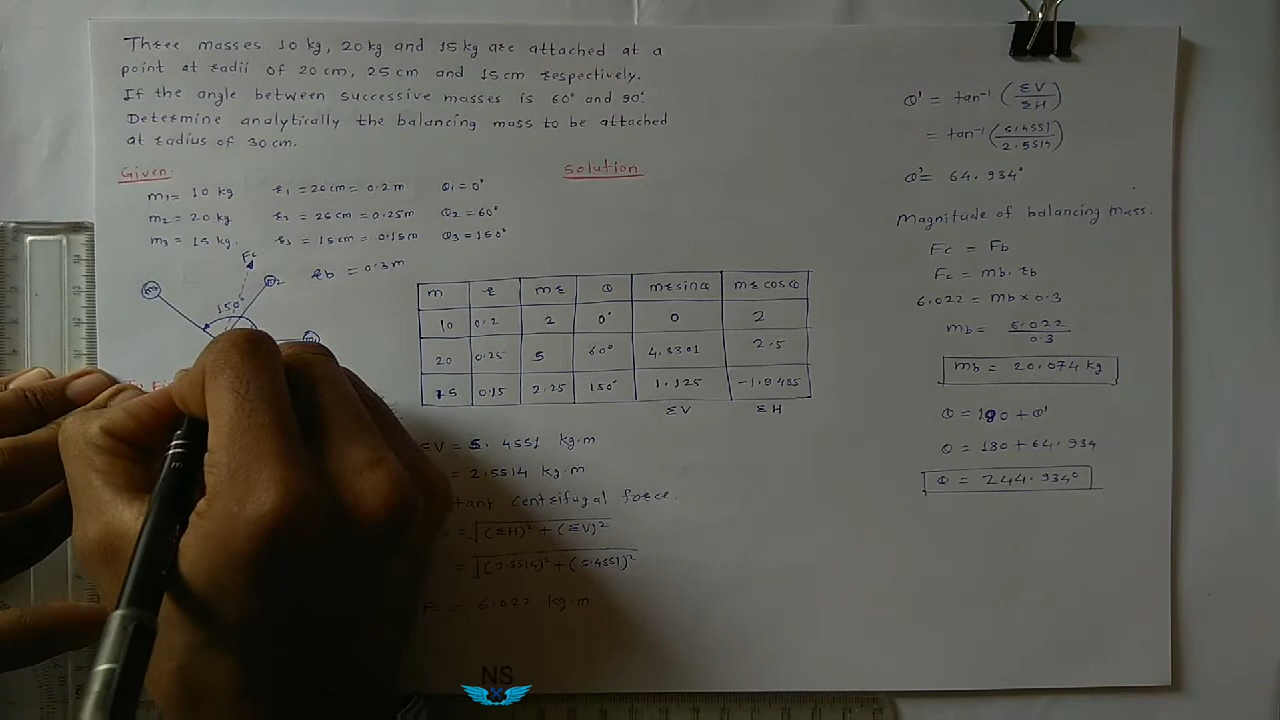 Three masses 10 kg, 20 kg and 15 kg are attached at a
point at radii of 20 cm, 25 cm and 15 cm respectively.
If the angle between successive masses is 60° and 90°.
Determine analytically the balancing mass to be attached
at radius of 30 cm.
Given:
m1 = 10 kg r1 = 20 cm = 0.2 m θ1 = 0°
m2 = 20 kg r2 = 25 cm = 0.25 m θ2 = 60°
m3 = 15 kg. r3 = 15 cm = 0.15 m θ3 = 150°
rb = 0.3 m
Fc
m2
150°
To Fi
Solution
m r mr θ mrsinθ mrcosθ
10 0.2 2 0° 0 2
20 0.25 5 60° 4.3301 2.5
15 0.15 2.25 150° 1.125 -1.9485
ΣV ΣH
ΣV = 5.4551 kg.m
= 2.5514 kg.m
tant centrifugal force.
= √(ΣH)² + (ΣV)²
= √(2.5514)² + (5.4551)²
Fc = 6.022 kg.m
θ' = tan⁻¹ (ΣV/ΣH)
= tan⁻¹ (5.4551/2.5514)
θ' = 64.934°
Magnitude of balancing mass.
Fc = Fb
Fc = mb. rb
6.022 = mb × 0.3
mb = 6.022/0.3
mb = 20.074 kg
θ = 180 + θ'
θ = 180 + 64.934
θ = 244.934°
NS